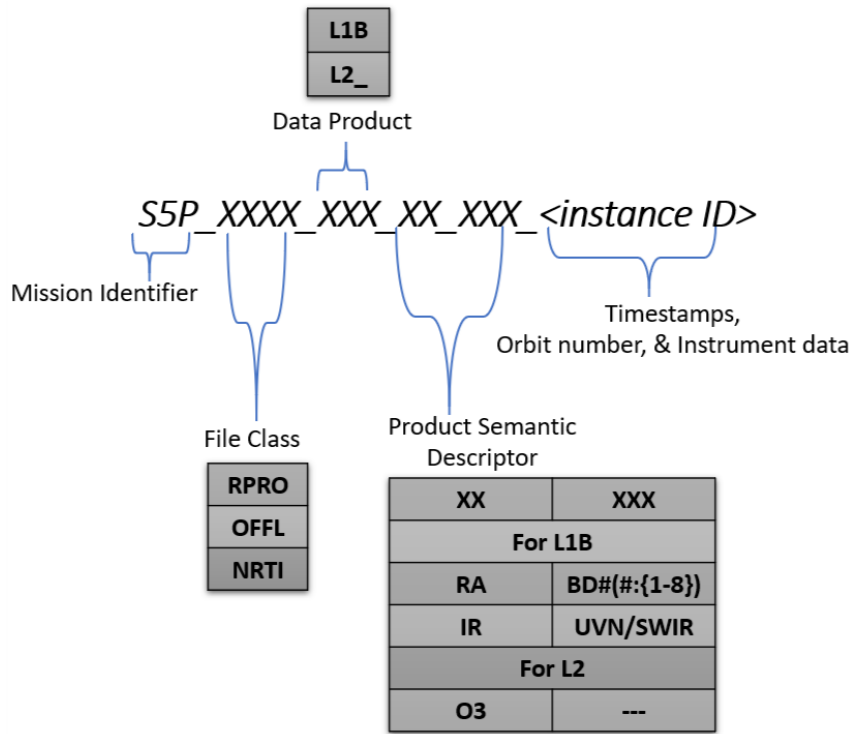 L1B
L2_
Data Product
S5P_XXXX_XXX_XX_XXX_<instance ID>
Mission Identifier
Timestamps,
Orbit number, & Instrument data
File Class
RPRO
OFFL
NRTI
Product Semantic
Descriptor
XX XXX
For L1B
RA BD#(#:{1-8})
IR UVN/SWIR
For L2
O3 ---